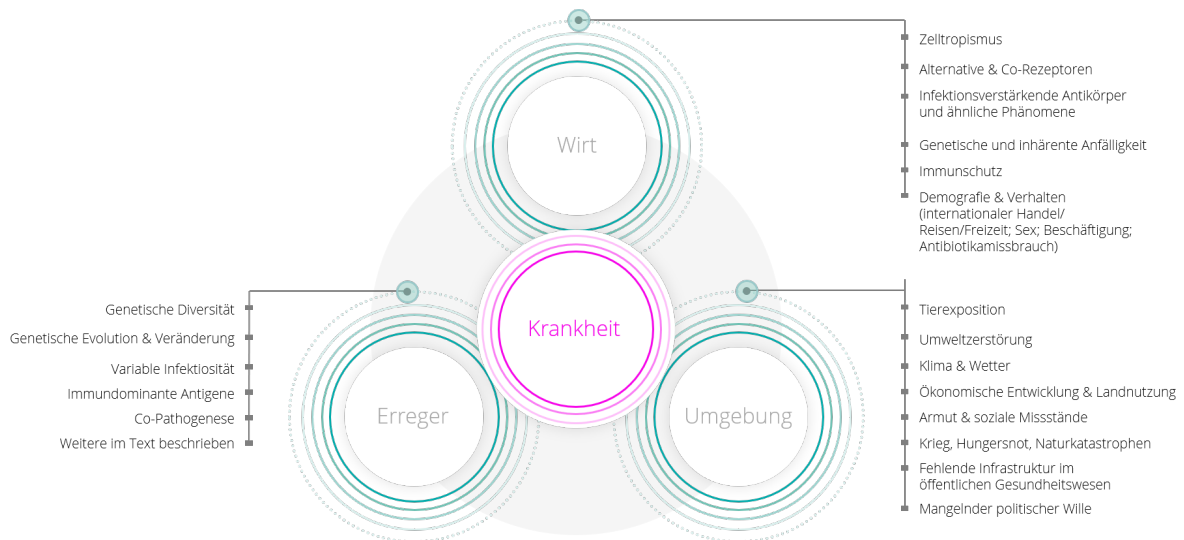 Wirt
Zelltropismus
Alternative & Co-Rezeptoren
Infektionsverstärkende Antikörper
und ähnliche Phänomene
Genetische und inhärente Anfälligkeit
Immunschutz
Demografie & Verhalten
(internationaler Handel/
Reisen/Freizeit; Sex; Beschäftigung;
Antibiotikamissbrauch)
Krankheit
Erreger
Genetische Diversität
Genetische Evolution & Veränderung
Variable Infektiosität
Immundominante Antigene
Co-Pathogenese
Weitere im Text beschrieben
Umgebung
Tierexposition
Umweltzerstörung
Klima & Wetter
Ökonomische Entwicklung & Landnutzung
Armut & soziale Missstände
Krieg, Hungersnot, Naturkatastrophen
Fehlende Infrastruktur im
öffentlichen Gesundheitswesen
Mangelnder politischer Wille